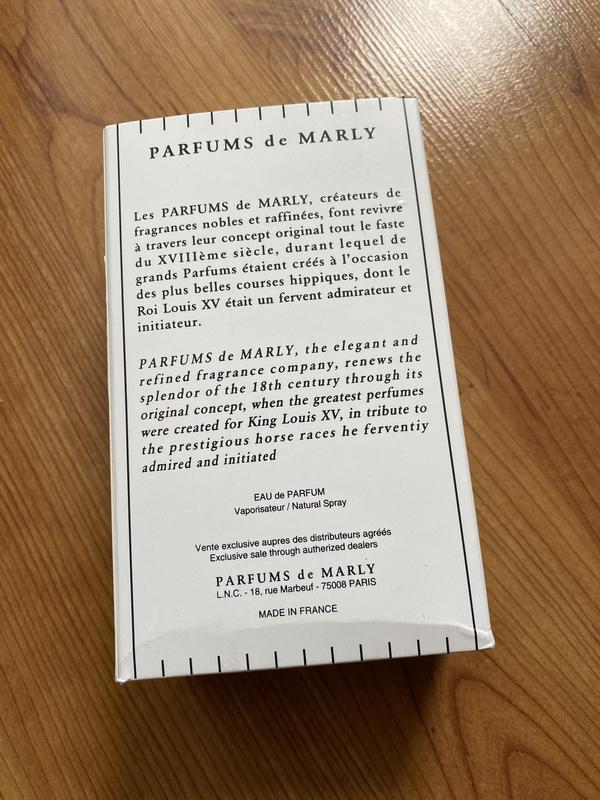 PARFUMS de MARLY
Les PARFUMS de MARLY, créateurs de
fragrances nobles et raffinées, font revivre
à travers leur concept original tout le faste
du XVIIIème siècle, durant lequel de
grands Parfums étaient créés à l'occasion
des plus belles courses hippiques, dont le
Roi Louis XV était un fervent admirateur et
initiateur.
PARFUMS de MARLY, the elegant and
refined fragrance company, renews the
splendor of the 18th century through its
original concept, when the greatest perfumes
were created for King Louis XV, in tribute to
the prestigious horse races he ferventiy
admired and initiated
EAU de PARFUM
Vaporisateur / Natural Spray
Vente exclusive aupres des distributeurs agréés
Exclusive sale through autherized dealers
PARFUMS de MARLY
L.N.C. - 18, rue Marbeuf - 75008 PARIS
MADE IN FRANCE